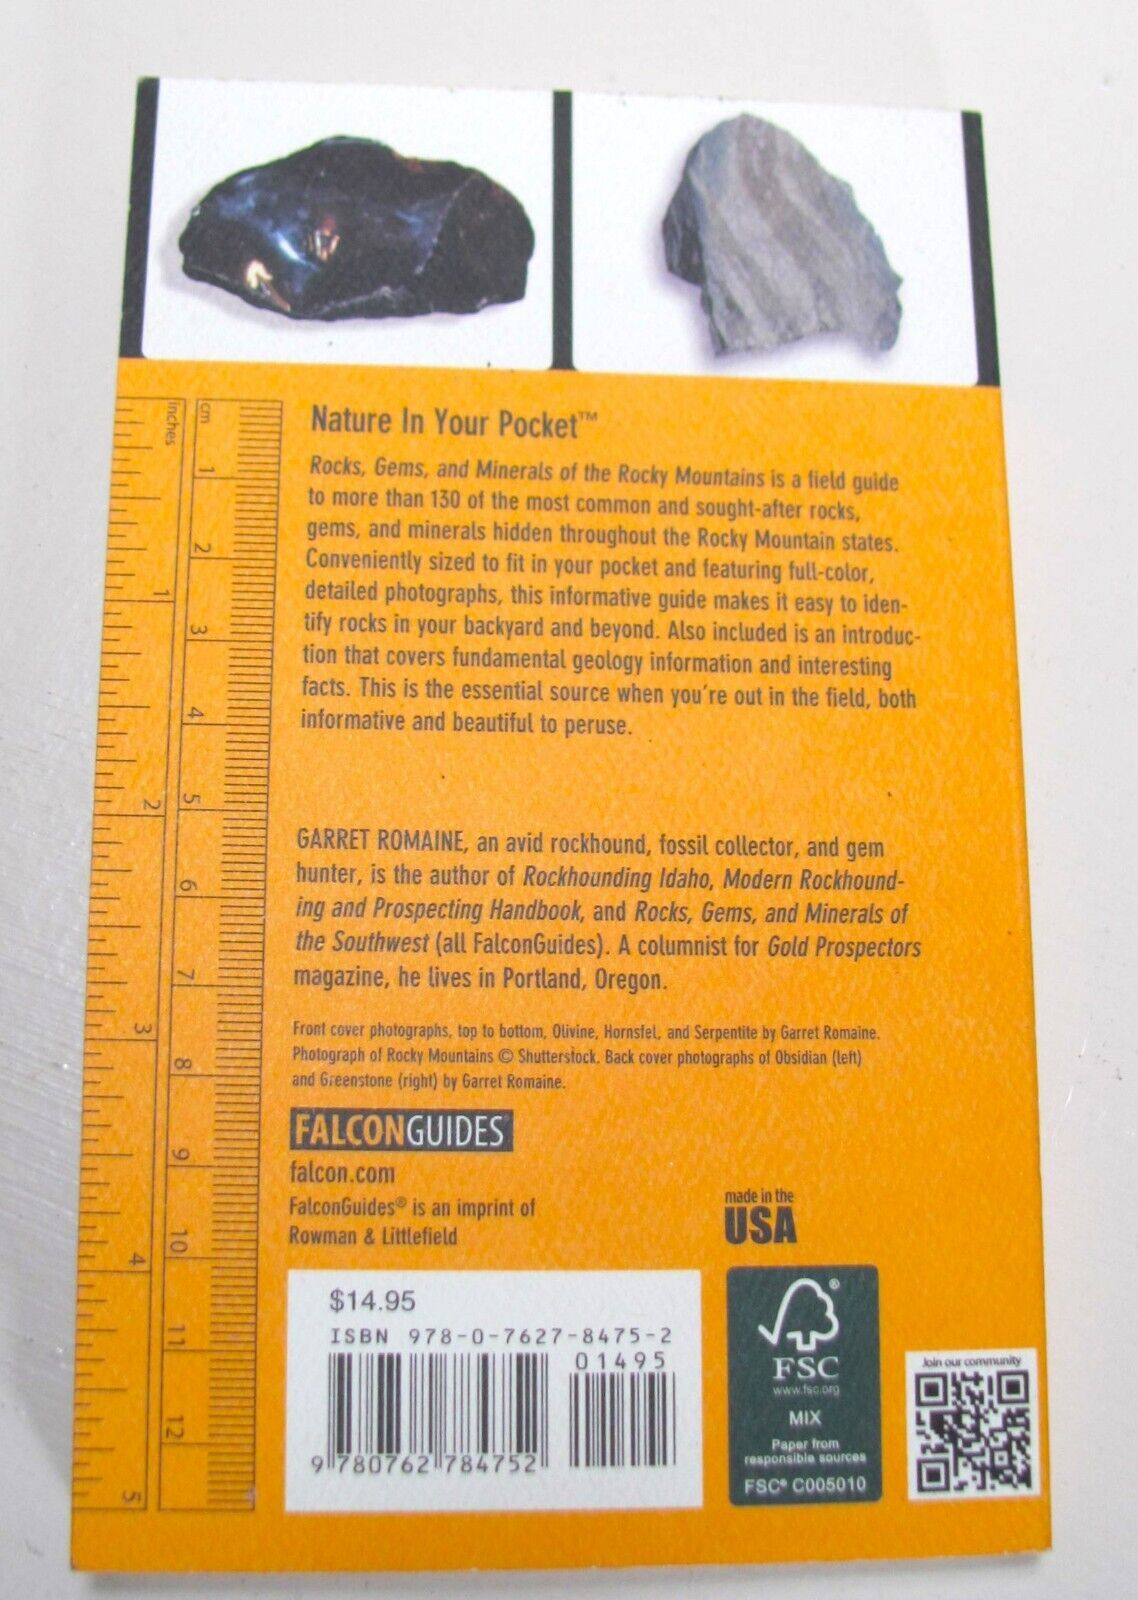 inches
cm
1
2
3
4
5
6
7
8
9
10
11
12
1
2
3
4
5
Nature In Your Pocket™
Rocks, Gems, and Minerals of the Rocky Mountains is a field guide
to more than 130 of the most common and sought-after rocks,
gems, and minerals hidden throughout the Rocky Mountain states.
Conveniently sized to fit in your pocket and featuring full-color,
detailed photographs, this informative guide makes it easy to iden-
tify rocks in your backyard and beyond. Also included is an introduc-
tion that covers fundamental geology information and interesting
facts. This is the essential source when you're out in the field, both
informative and beautiful to peruse.
GARRET ROMAINE, an avid rockhound, fossil collector, and gem
hunter, is the author of Rockhounding Idaho, Modern Rockhound-
ing and Prospecting Handbook, and Rocks, Gems, and Minerals of
the Southwest (all FalconGuides). A columnist for Gold Prospectors
magazine, he lives in Portland, Oregon.
Front cover photographs, top to bottom, Olivine, Hornsfel, and Serpentite by Garret Romaine.
Photograph of Rocky Mountains © Shutterstock. Back cover photographs of Obsidian (left)
and Greenstone (right) by Garret Romaine.
FALCONGUIDES
falcon.com
FalconGuides® is an imprint of
Rowman & Littlefield
made in the
USA
$14.95
ISBN 978-0-7627-8475-2
01495
9 780762 784752
®
FSC
www.fsc.org
MIX
Paper from
responsible sources
FSC® C005010
Join our community